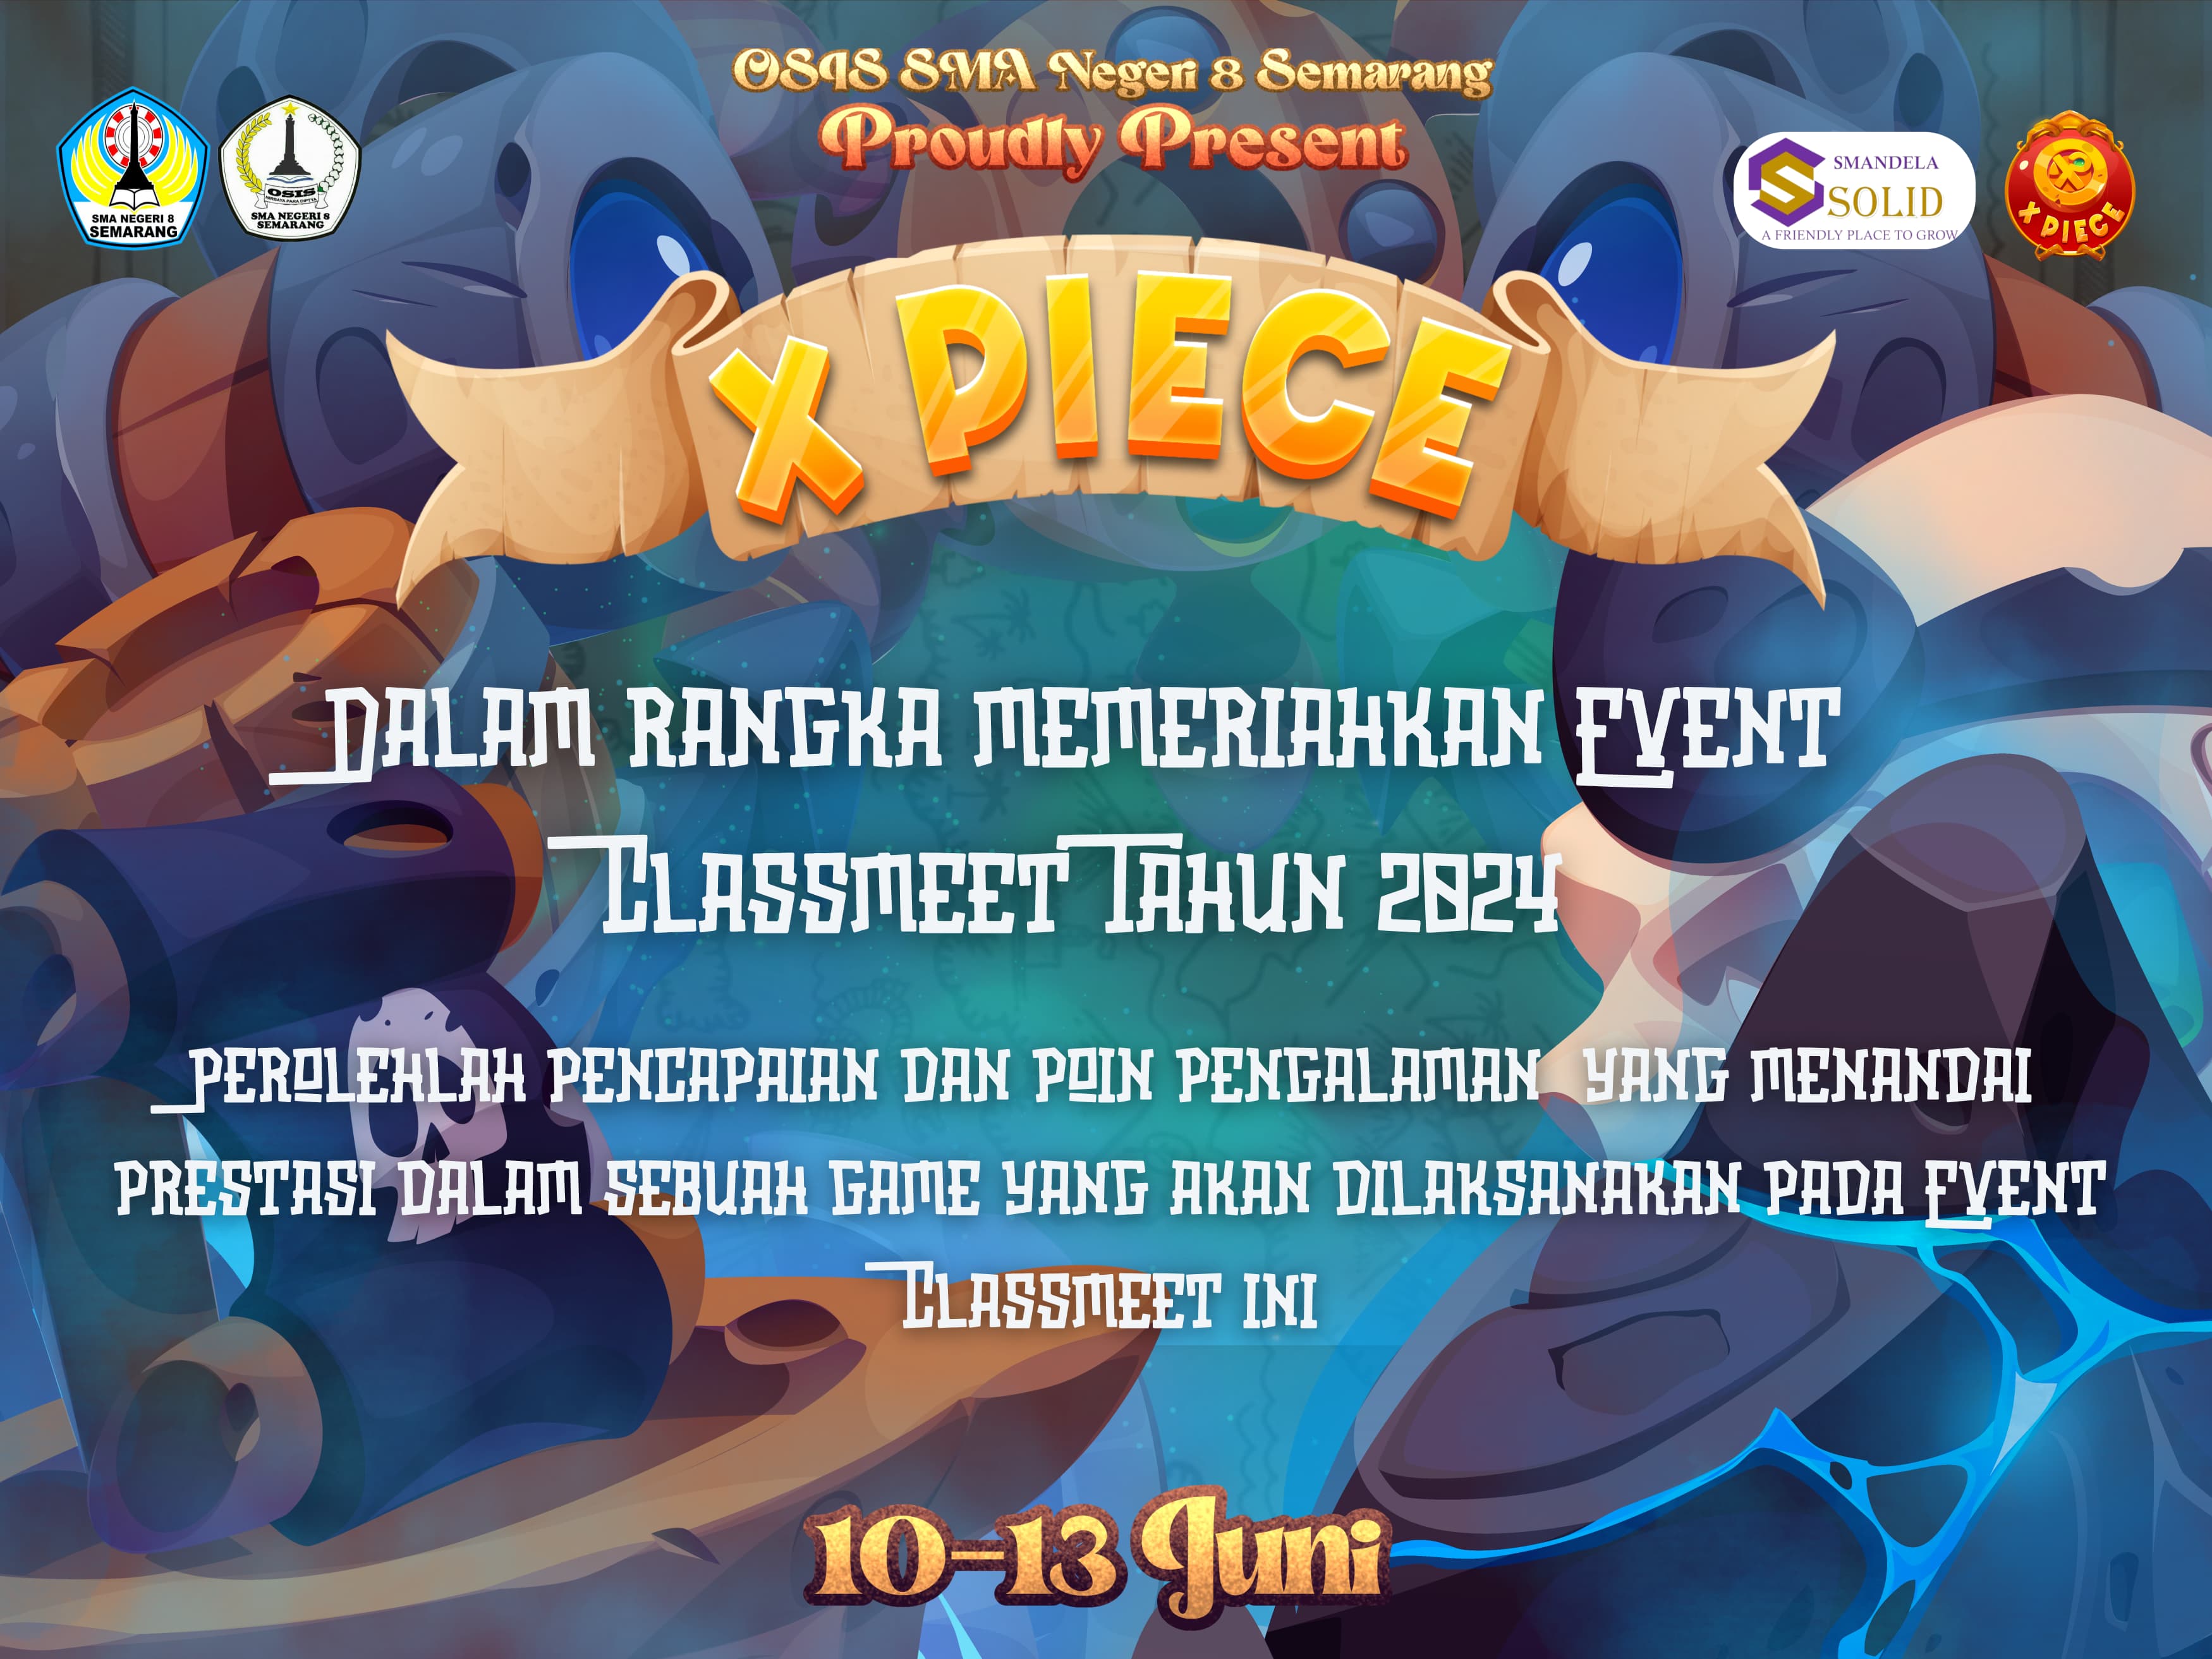 OSIS SMA Negeri 8 Semarang
Proudly Present
SMA NEGERI 8
SEMARANG
OSIS
SMA NEGERI 8
SEMARANG
SMANDELA
SOLID
A FRIENDLY PLACE TO GROW
X PIECE
X PIECE
Dalam rangka memeriahkan Event
Classmeet Tahun 2024
Perolehlah pencapaian dan poin pengalaman yang menandai
prestasi dalam sebuah game yang akan dilaksanakan pada Event
Classmeet ini
10-13 Juni